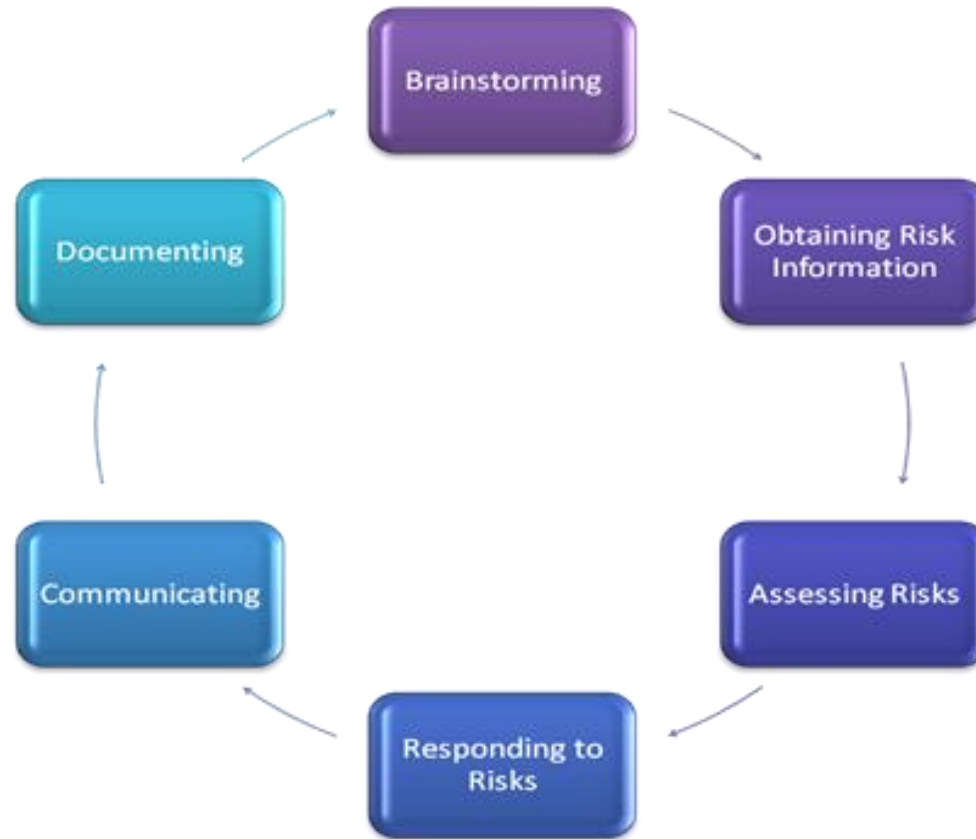 Brainstorming
Obtaining Risk
Information
Assessing Risks
Responding to
Risks
Communicating
Documenting